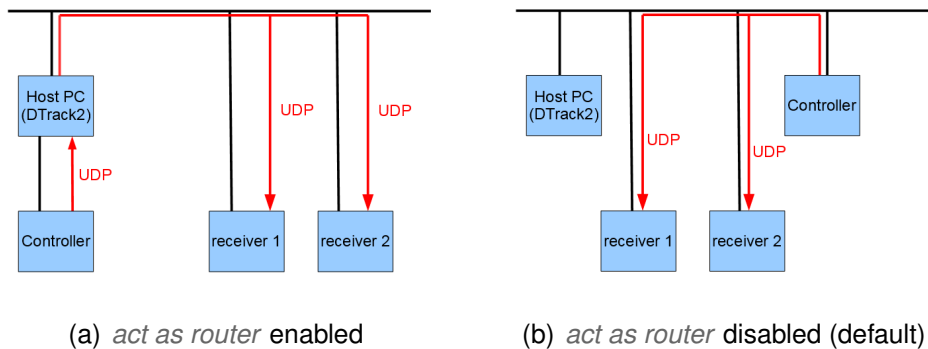 Host PC
(DTrack2)
UDP
UDP
UDP
Controller
receiver 1
receiver 2
(a) act as router enabled
Host PC
(DTrack2)
Controller
UDP
UDP
receiver 1
receiver 2
(b) act as router disabled (default)